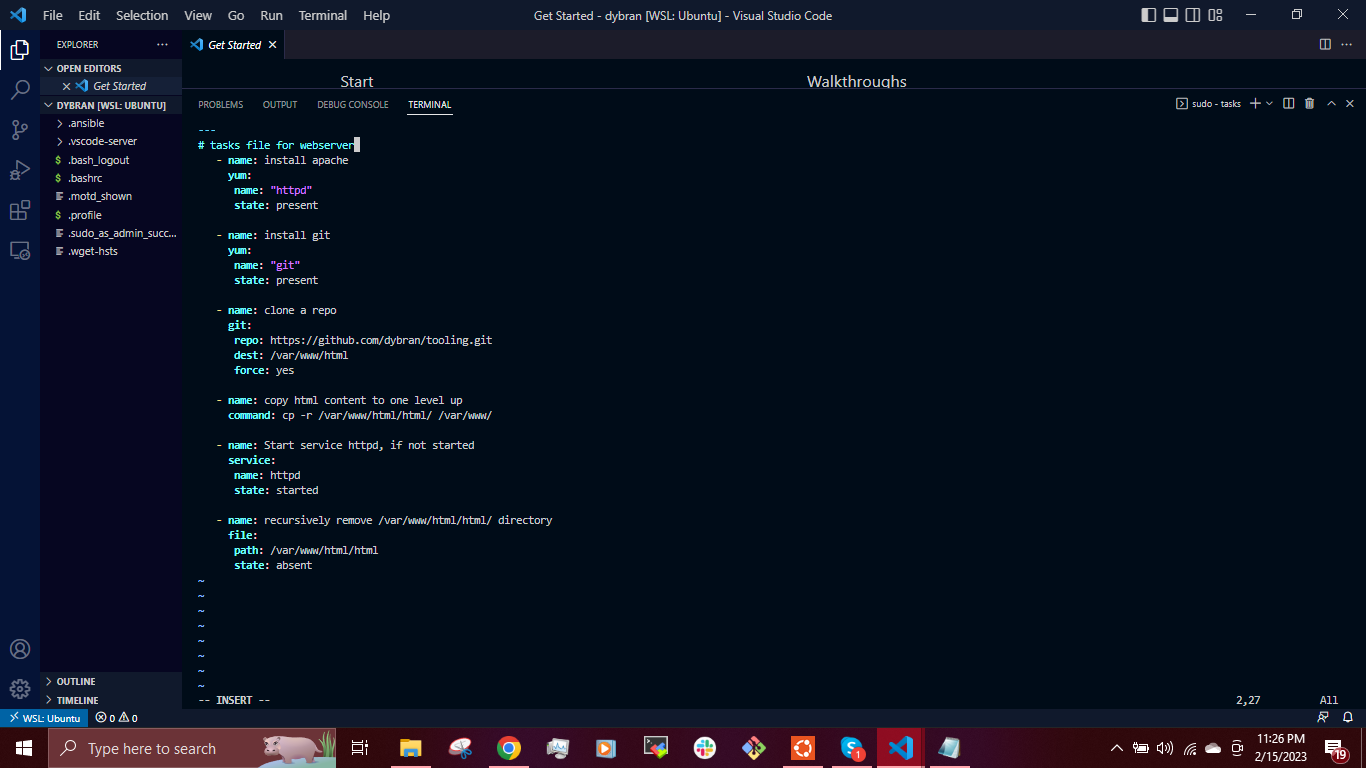 File Edit Selection View Go Run Terminal Help Get Started - dybran [WSL: Ubuntu] - Visual Studio Code
EXPLORER
Get Started
OPEN EDITORS
Get Started
DYBRAN [WSL: UBUNTU]
.ansible
.vscode-server
$ .bash_logout
$ .bashrc
.motd_shown
$ .profile
.sudo_as_admin_succ...
.wget-hsts
OUTLINE
TIMELINE
Start Walkthroughs
PROBLEMS OUTPUT DEBUG CONSOLE TERMINAL sudo - tasks
---
# tasks file for webserver
- name: install apache
yum:
name: "httpd"
state: present
- name: install git
yum:
name: "git"
state: present
- name: clone a repo
git:
repo: https://github.com/dybran/tooling.git
dest: /var/www/html
force: yes
- name: copy html content to one level up
command: cp -r /var/www/html/html/ /var/www/
- name: Start service httpd, if not started
service:
name: httpd
state: started
- name: recursively remove /var/www/html/html/ directory
file:
path: /var/www/html/html
state: absent
~
~
~
~
~
~
~
~
-- INSERT -- 2,27 All
WSL: Ubuntu 0 0
Type here to search
1
11:26 PM
2/15/2023
19